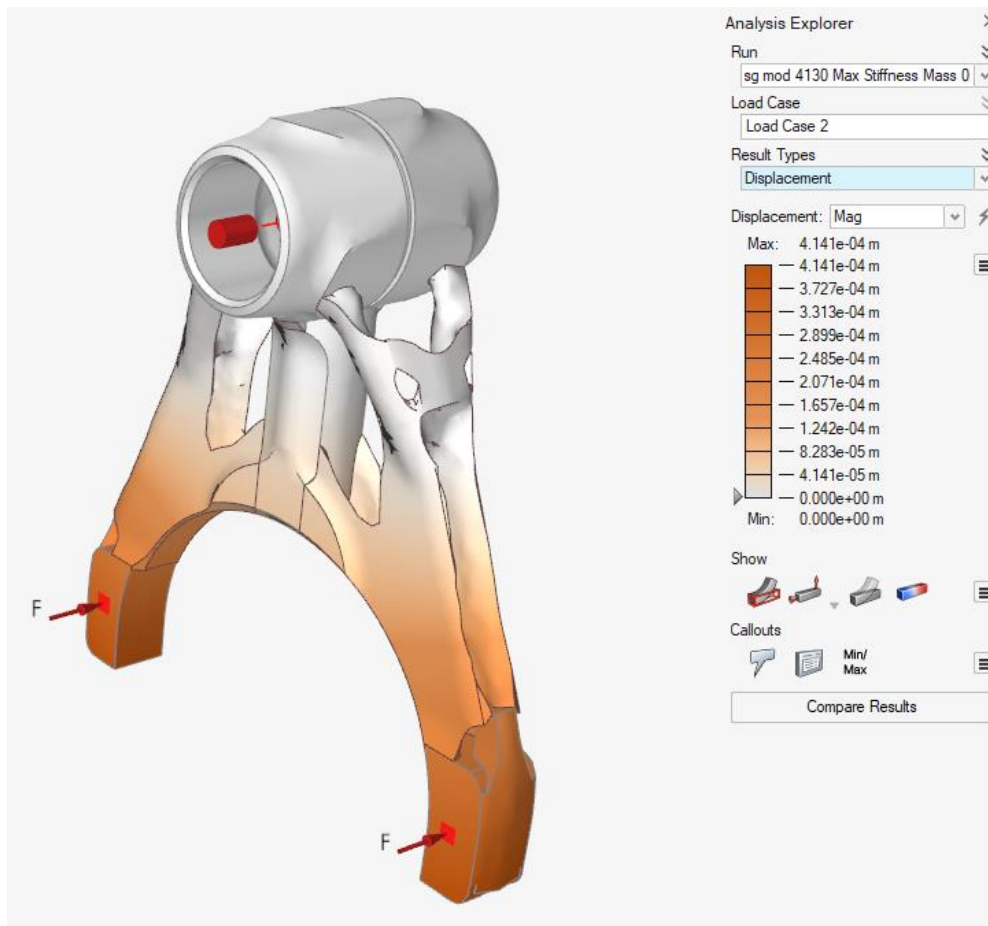 Analysis Explorer
Run
sg mod 4130 Max Stiffness Mass 0
Load Case
Load Case 2
Result Types
Displacement
Displacement: Mag
Max: 4.141e-04 m
4.141e-04 m
3.727e-04 m
3.313e-04 m
2.899e-04 m
2.485e-04 m
2.071e-04 m
1.657e-04 m
1.242e-04 m
8.283e-05 m
4.141e-05 m
0.000e+00 m
Min: 0.000e+00 m
Show
Callouts
Min/
Max
Compare Results
F
F